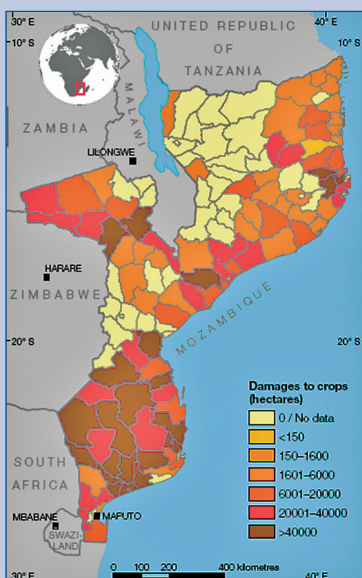 30° E
40° E
10° S
10° S
UNITED REPUBLIC
OF
TANZANIA
ZAMBIA
MALAWI
LILONGWE
HARARE
ZIMBABWE
MOZAMBIQUE
20° S
20° S
Damages to crops
(hectares)
0 / No data
<150
150–1600
1601–6000
6001–20000
20001–40000
>40000
SOUTH
AFRICA
MBABANE
MAPUTO
SWAZI-
LAND
0 100 200 400 kilometres
30° E
40° E